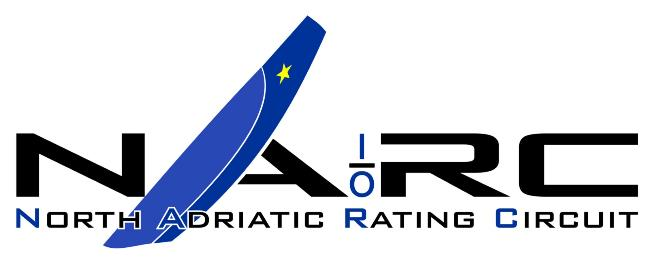 NARC
I
O
NORTH ADRIATIC RATING CIRCUIT